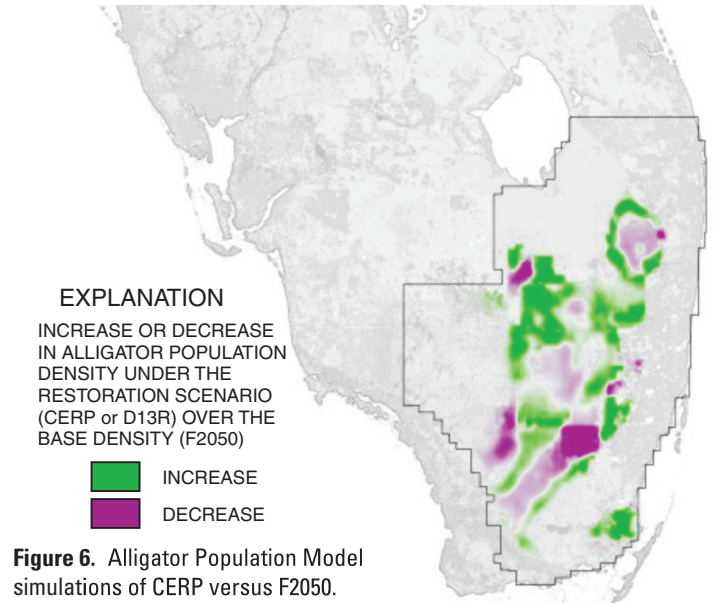 EXPLANATION
INCREASE OR DECREASE
IN ALLIGATOR POPULATION
DENSITY UNDER THE
RESTORATION SCENARIO
(CERP or D13R) OVER THE
BASE DENSITY (F2050)
INCREASE
DECREASE
Figure 6. Alligator Population Model
simulations of CERP versus F2050.